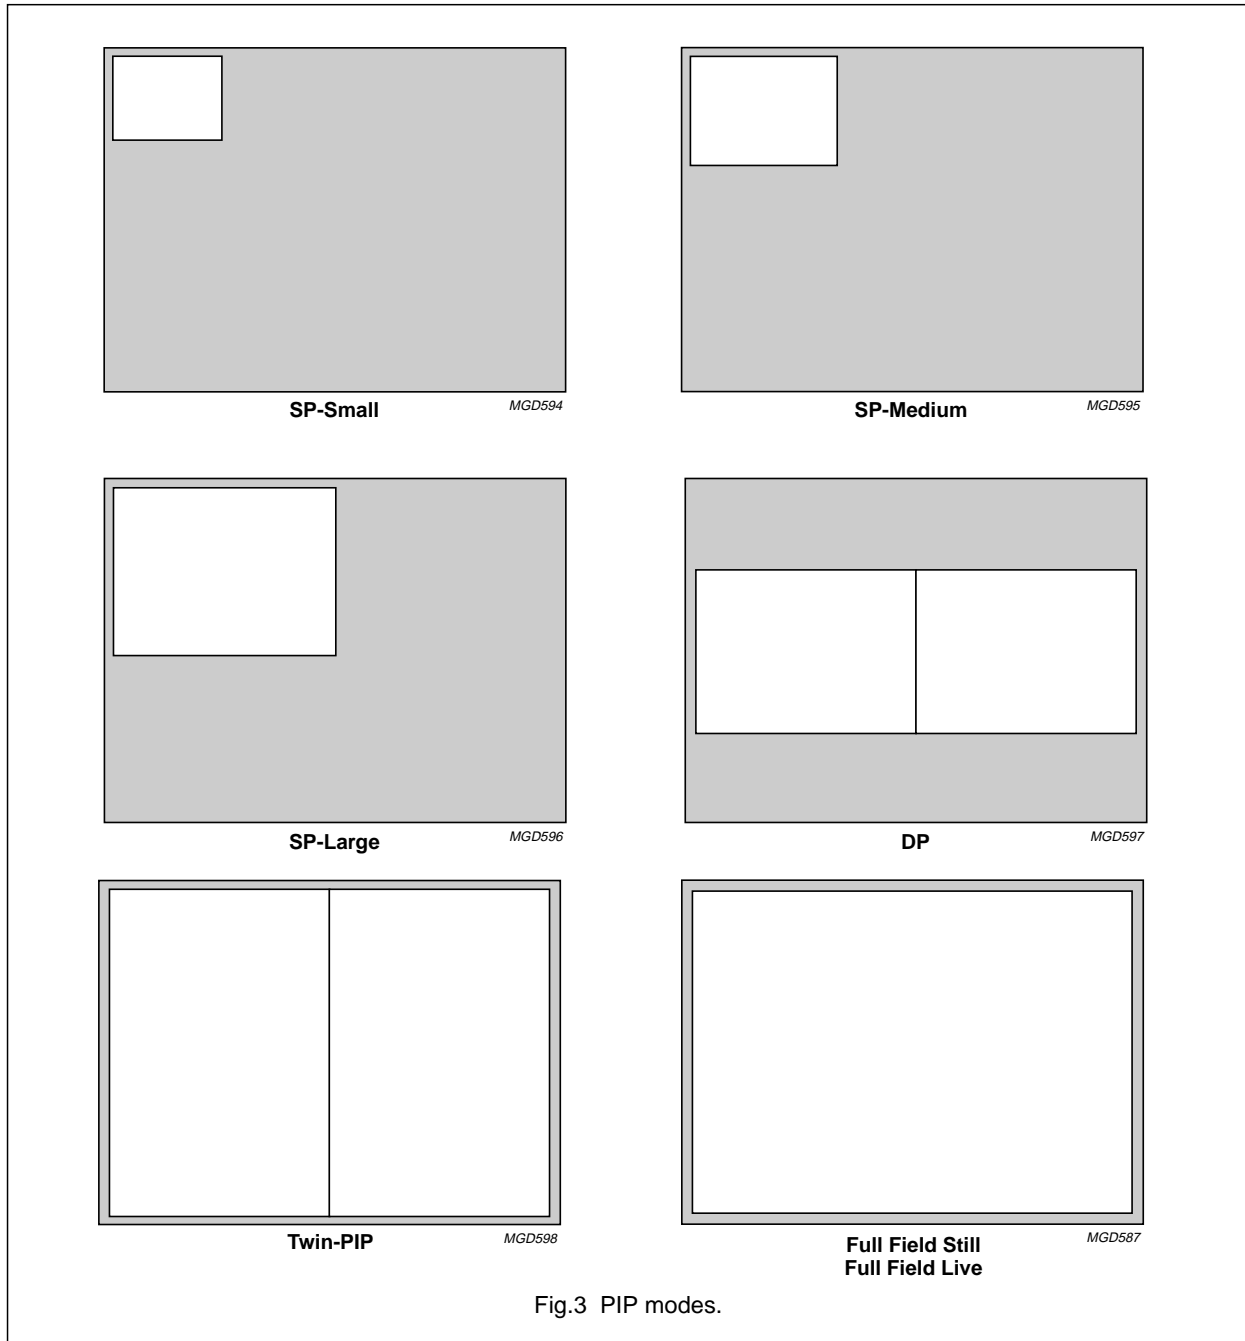 SP-Small
MGD594
SP-Medium
MGD595
SP-Large
MGD596
DP
MGD597
Twin-PIP
MGD598
Full Field Still
Full Field Live
MGD587
Fig.3 PIP modes.